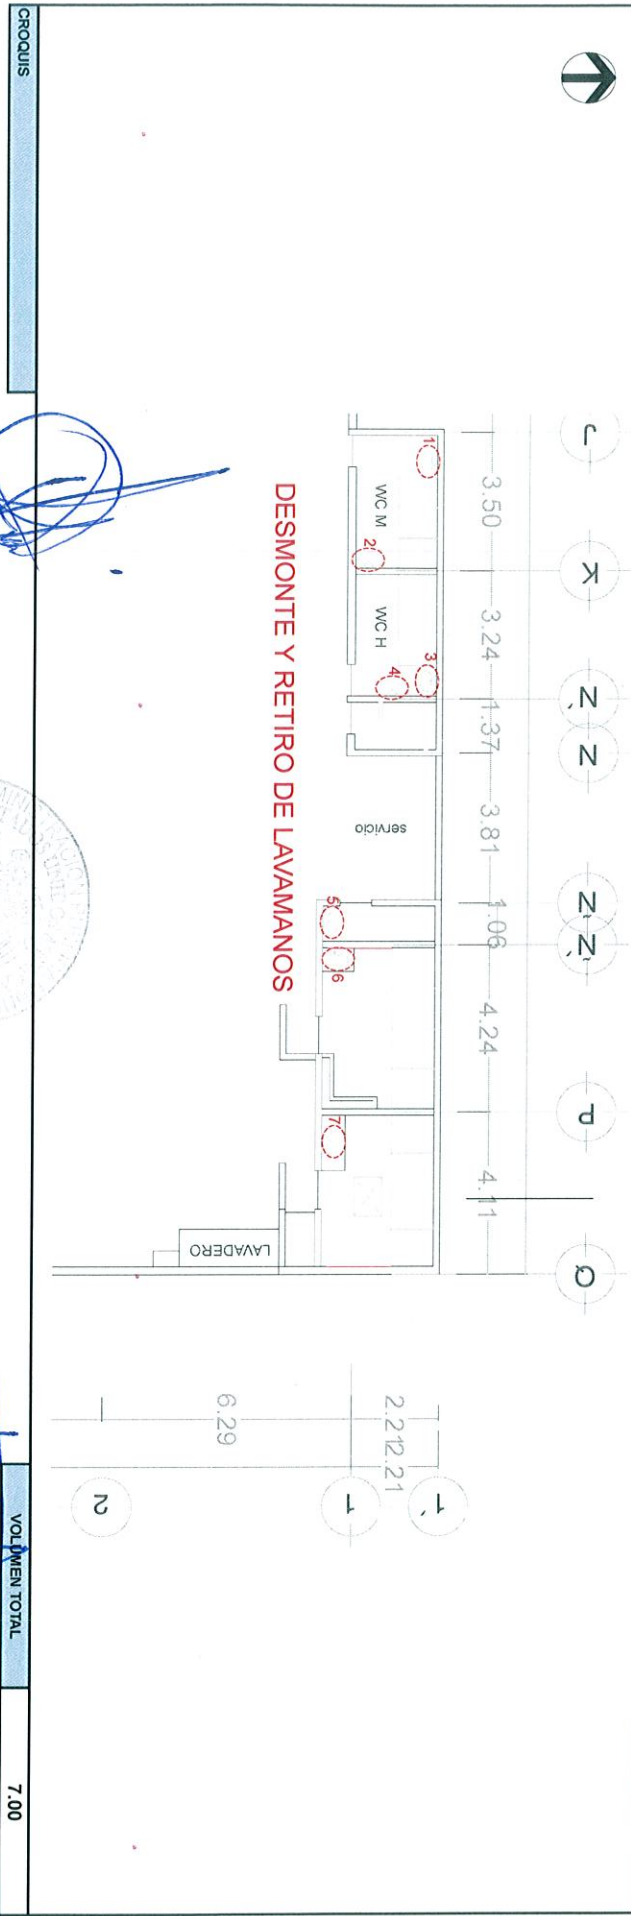 CROQUIS
J
K
N´
N
Ñ
Ñ´
P
Q
3.50
3.24
1.37
3.81
1.06
4.24
4.11
1
WC M
2
WC H
3
4
servicio
5
6
7
LAVADERO
DESMONTE Y RETIRO DE LAVAMANOS
2.21
2.21
6.29
1´
1
2
VOLUMEN TOTAL
7.00